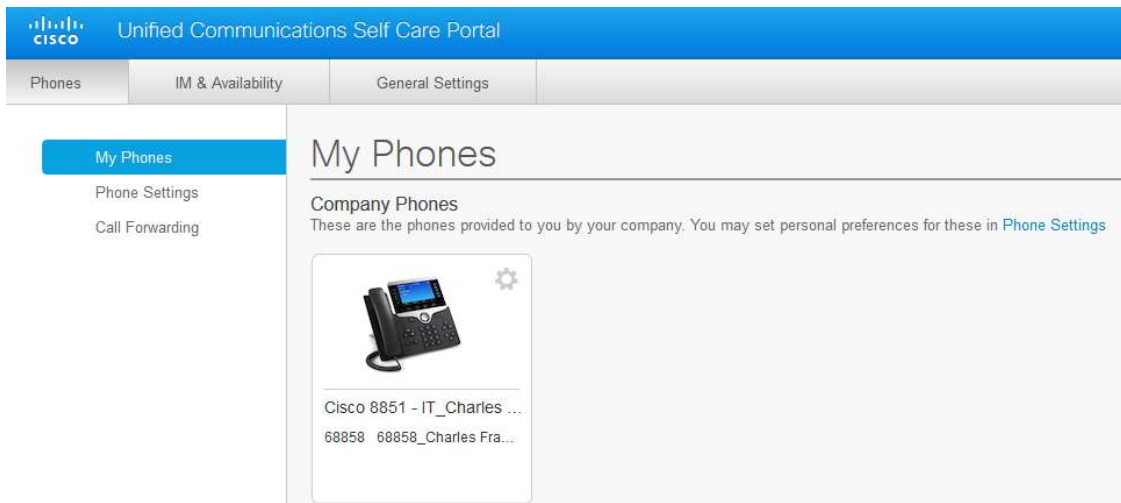 CISCO Unified Communications Self Care Portal
Phones IM & Availability General Settings
My Phones
Phone Settings
Call Forwarding
My Phones
Company Phones
These are the phones provided to you by your company. You may set personal preferences for these in Phone Settings
Cisco 8851 - IT_Charles ...
68858 68858_Charles Fra...